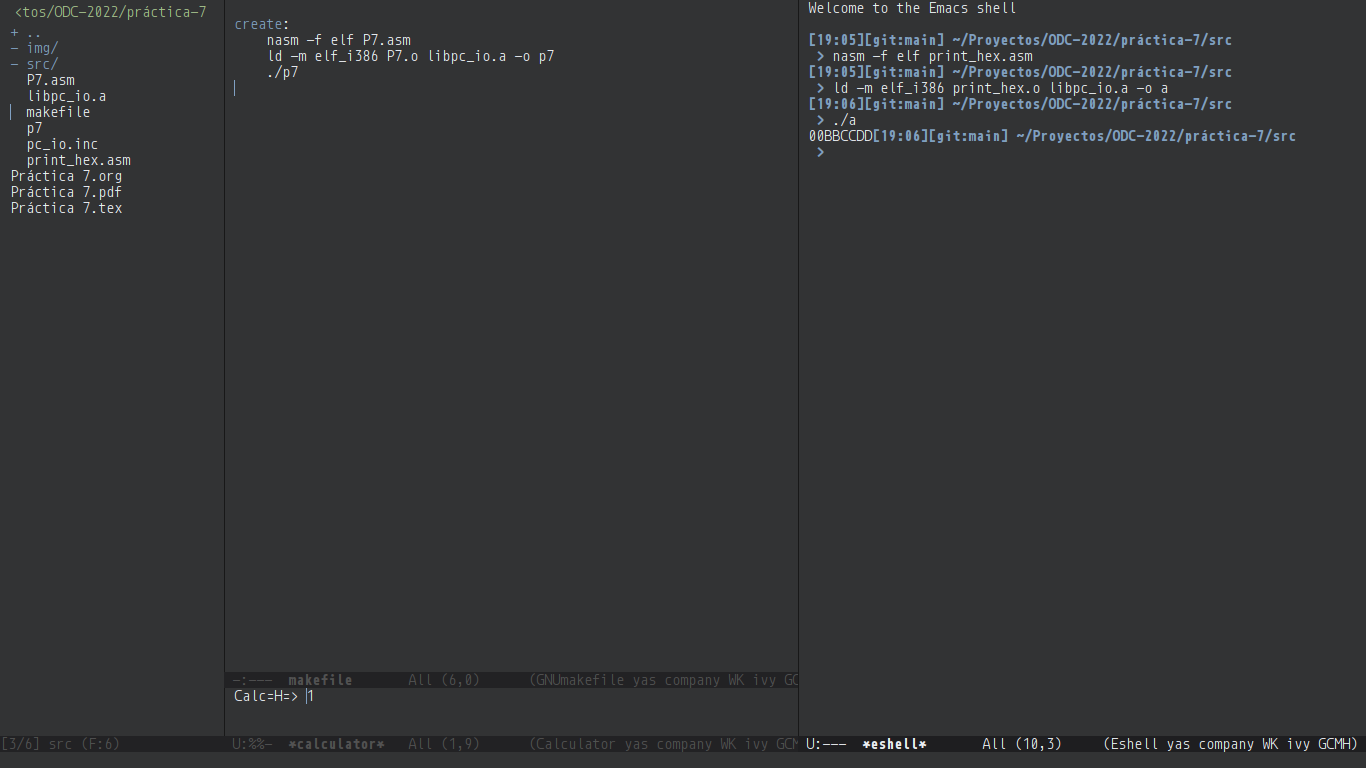 <tos/ODC-2022/práctica-7
+ ..
- img/
- src/
P7.asm
libpc_io.a
makefile
p7
pc_io.inc
print_hex.asm
Práctica 7.org
Práctica 7.pdf
Práctica 7.tex
[3/6] src (F:6)
create:
nasm -f elf P7.asm
ld -m elf_i386 P7.o libpc_io.a -o p7
./p7
-:--- makefile All (6,0) (GNUmakefile yas company WK ivy GC
Calc=H=> 1
U:%%- *calculator* All (1,9) (Calculator yas company WK ivy GCM
Welcome to the Emacs shell
[19:05][git:main] ~/Proyectos/ODC-2022/práctica-7/src
> nasm -f elf print_hex.asm
[19:05][git:main] ~/Proyectos/ODC-2022/práctica-7/src
> ld -m elf_i386 print_hex.o libpc_io.a -o a
[19:06][git:main] ~/Proyectos/ODC-2022/práctica-7/src
> ./a
00BBCCDD[19:06][git:main] ~/Proyectos/ODC-2022/práctica-7/src
>
U:--- *eshell* All (10,3) (Eshell yas company WK ivy GCMH)